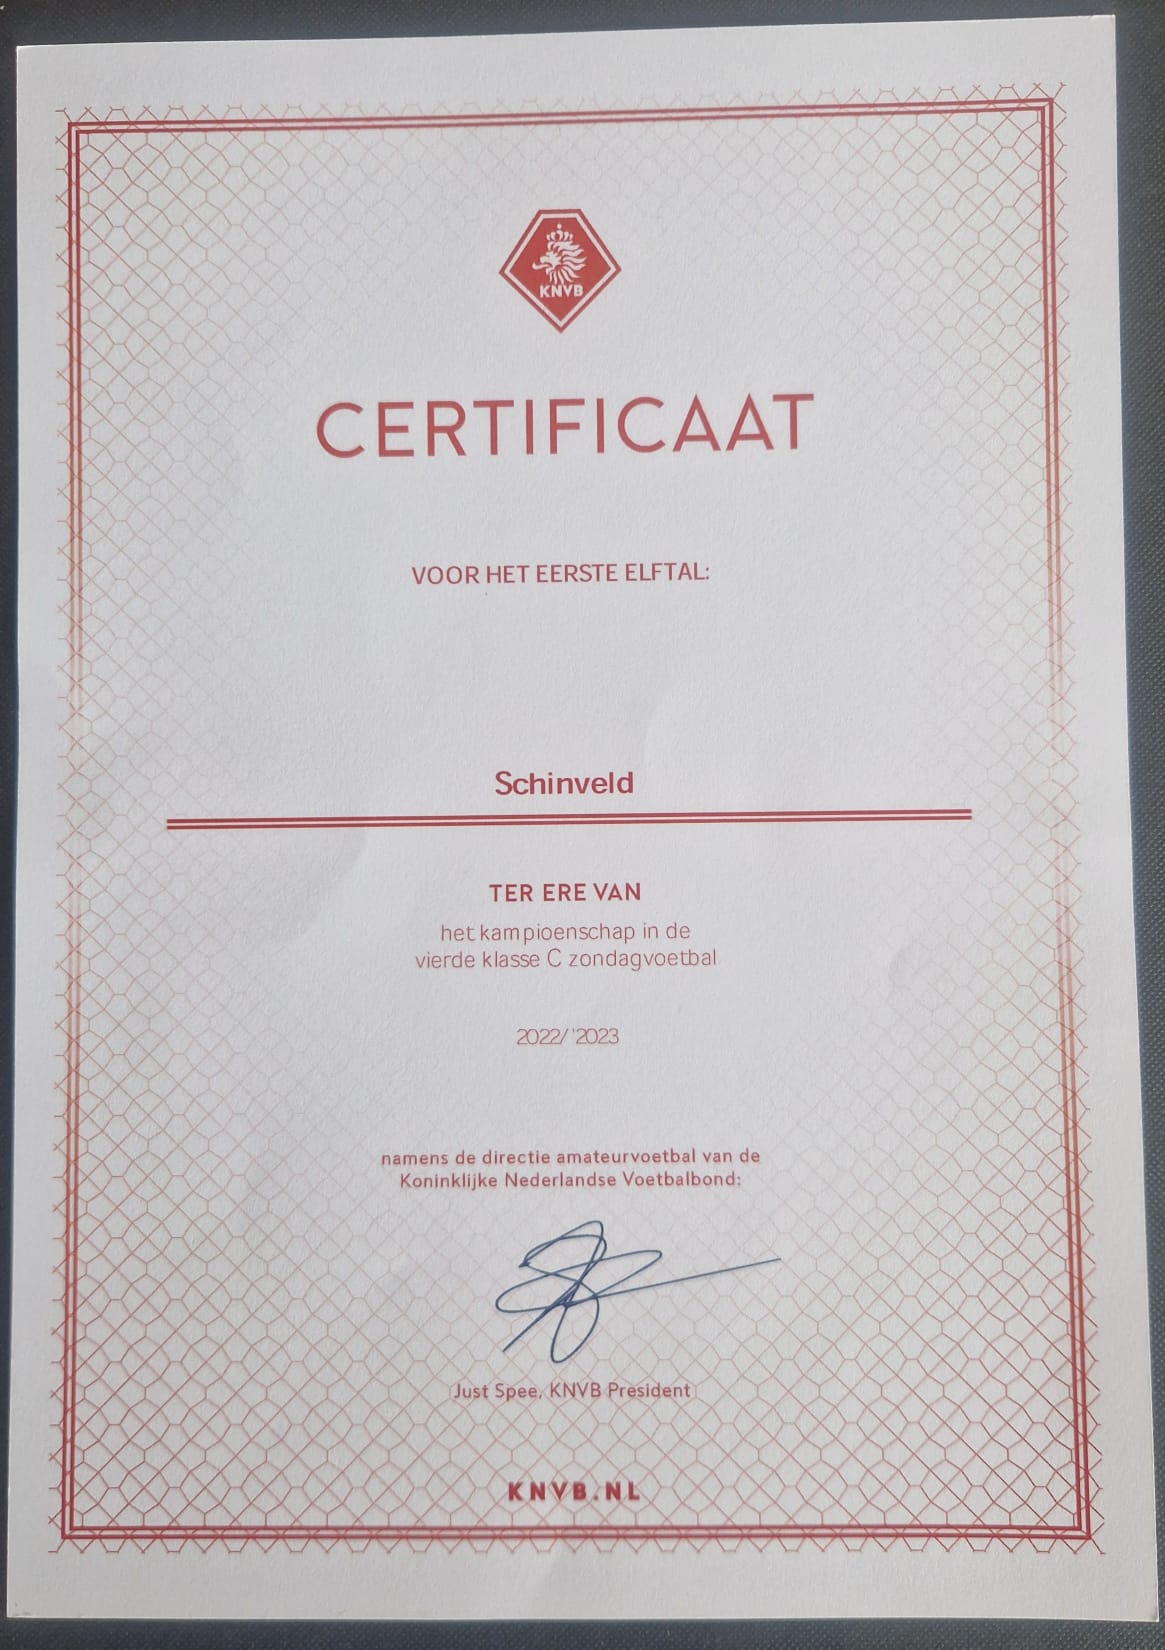 KNVB
CERTIFICAAT
VOOR HET EERSTE ELFTAL:
Schinveld
TER ERE VAN
het kampioenschap in de
vierde klasse C zondagvoetbal
2022/ '2023
namens de directie amateurvoetbal van de
Koninklijke Nederlandse Voetbalbond:
Just Spee, KNVB President
KNVB.NL